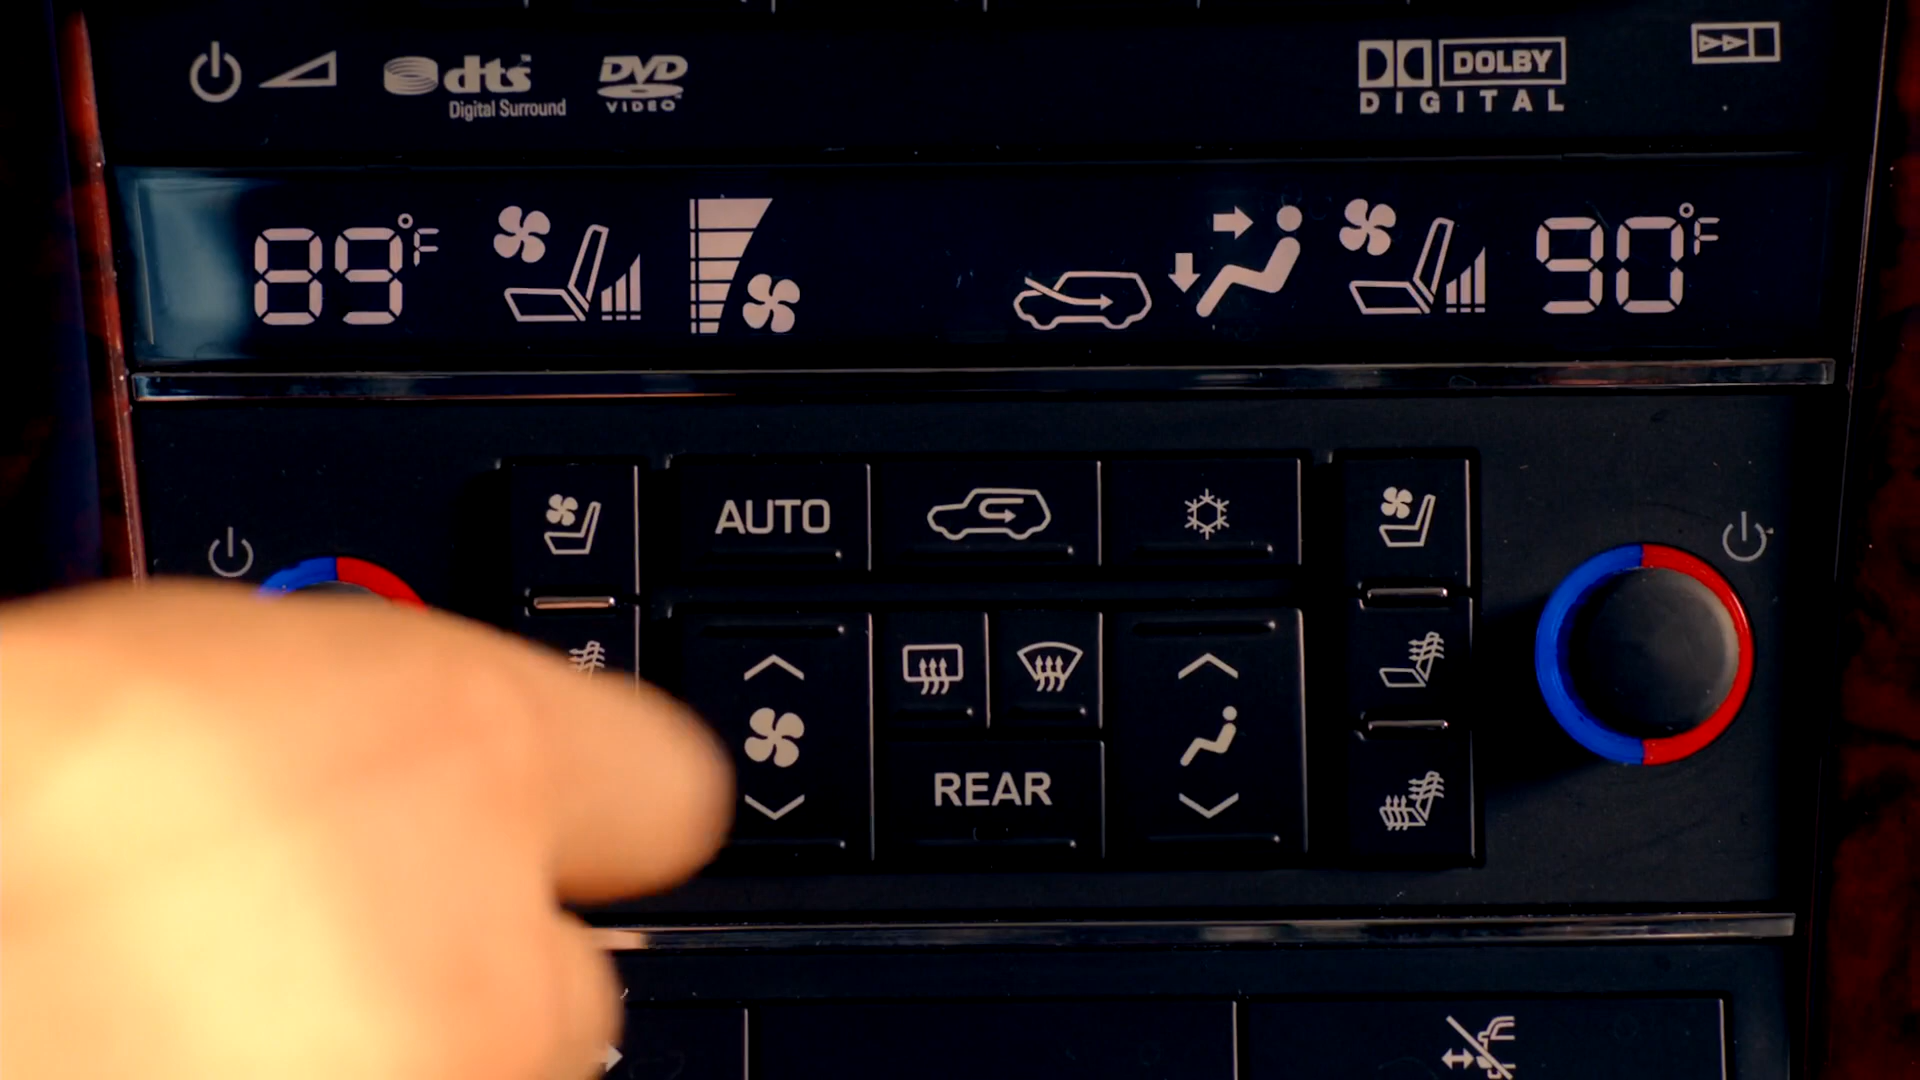 dts
Digital Surround
DVD
VIDEO
DOLBY
DIGITAL
89°F
90°F
AUTO
REAR